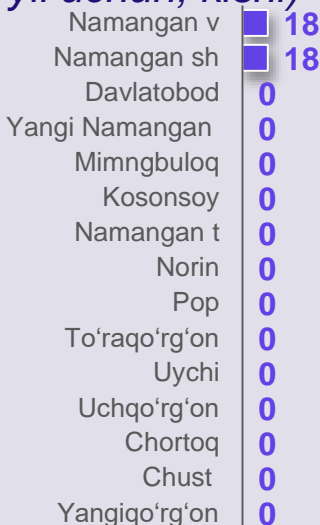 Namangan v 18
Namangan sh 18
Davlatobod 0
Yangi Namangan 0
Mimngbuloq 0
Kosonsoy 0
Namangan t 0
Norin 0
Pop 0
To‘raqo‘rg‘on 0
Uychi 0
Uchqo‘rg‘on 0
Chortoq 0
Chust 0
Yangiqo‘rg‘on 0